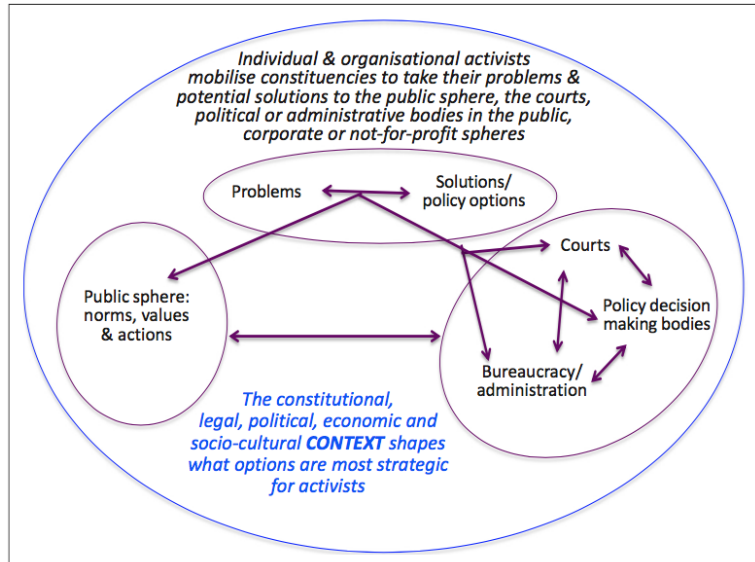 Individual & organisational activists
mobilise constituencies to take their problems &
potential solutions to the public sphere, the courts,
political or administrative bodies in the public,
corporate or not-for-profit spheres
Problems
Solutions/
policy options
Courts
Public sphere:
norms, values
& actions
Policy decision
making bodies
Bureaucracy/
administration
The constitutional,
legal, political, economic and
socio-cultural CONTEXT shapes
what options are most strategic
for activists